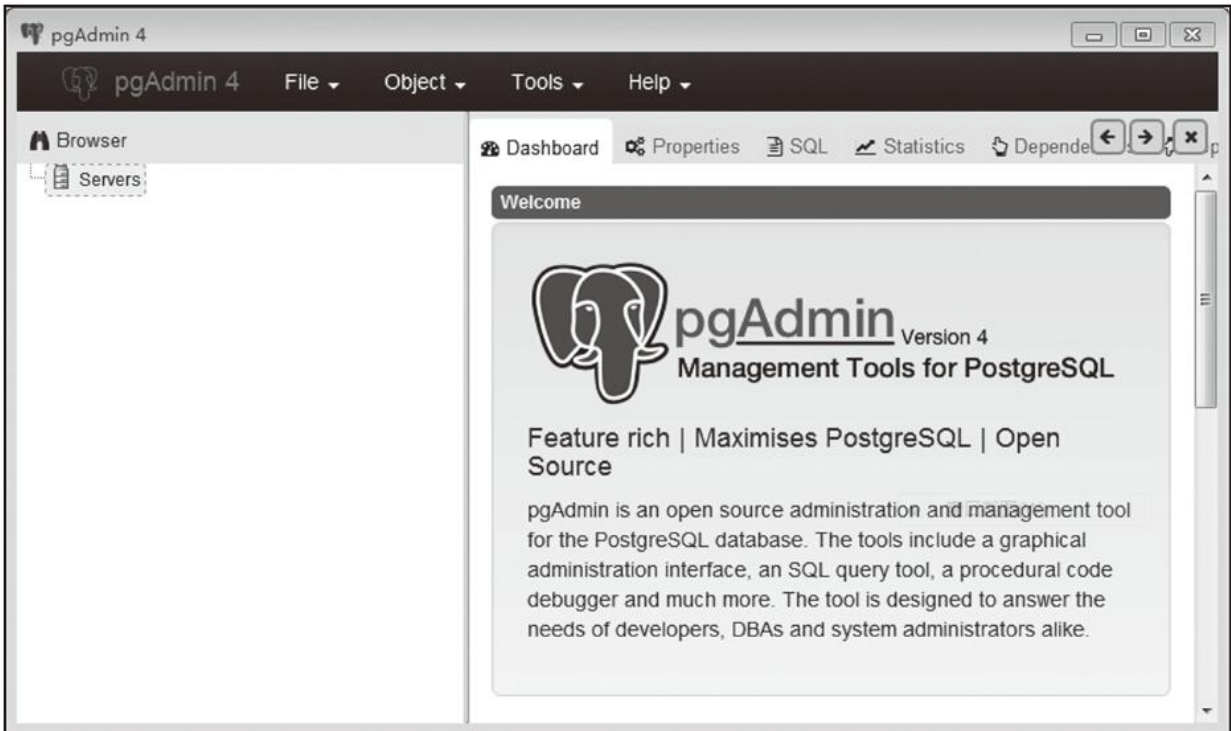 pgAdmin 4
pgAdmin 4 File Object Tools Help
Browser
Servers
Dashboard Properties SQL Statistics Depende
Welcome
pgAdmin Version 4
Management Tools for PostgreSQL
Feature rich | Maximises PostgreSQL | Open
Source
pgAdmin is an open source administration and management tool
for the PostgreSQL database. The tools include a graphical
administration interface, an SQL query tool, a procedural code
debugger and much more. The tool is designed to answer the
needs of developers, DBAs and system administrators alike.